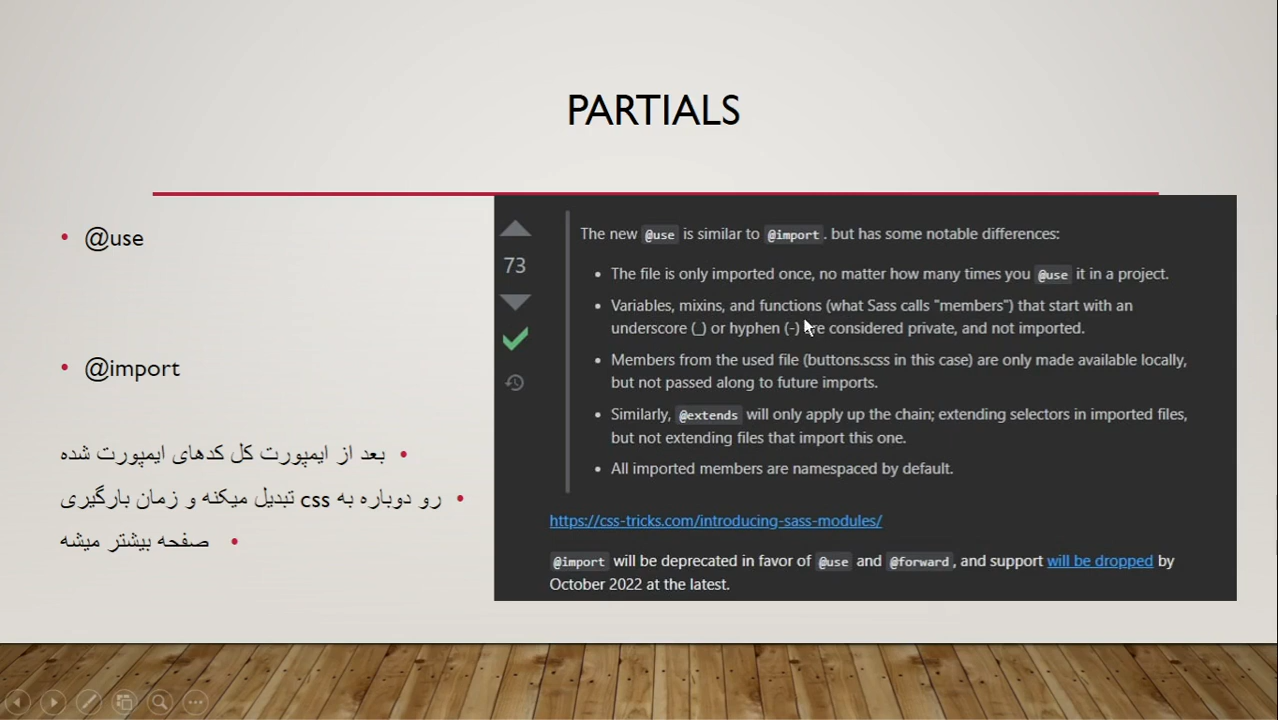 PARTIALS
• @use
• @import
• بعد از ایمپورت کل کدهای ایمپورت شده
• رو دوباره به css تبدیل میکنه و زمان بارگیری
• صفحه بیشتر میشه
73
The new @use is similar to @import. but has some notable differences:
• The file is only imported once, no matter how many times you @use it in a project.
• Variables, mixins, and functions (what Sass calls "members") that start with an
underscore (_) or hyphen (-) are considered private, and not imported.
• Members from the used file (buttons.scss in this case) are only made available locally,
but not passed along to future imports.
• Similarly, @extends will only apply up the chain; extending selectors in imported files,
but not extending files that import this one.
• All imported members are namespaced by default.
https://css-tricks.com/introducing-sass-modules/
@import will be deprecated in favor of @use and @forward, and support will be dropped by
October 2022 at the latest.